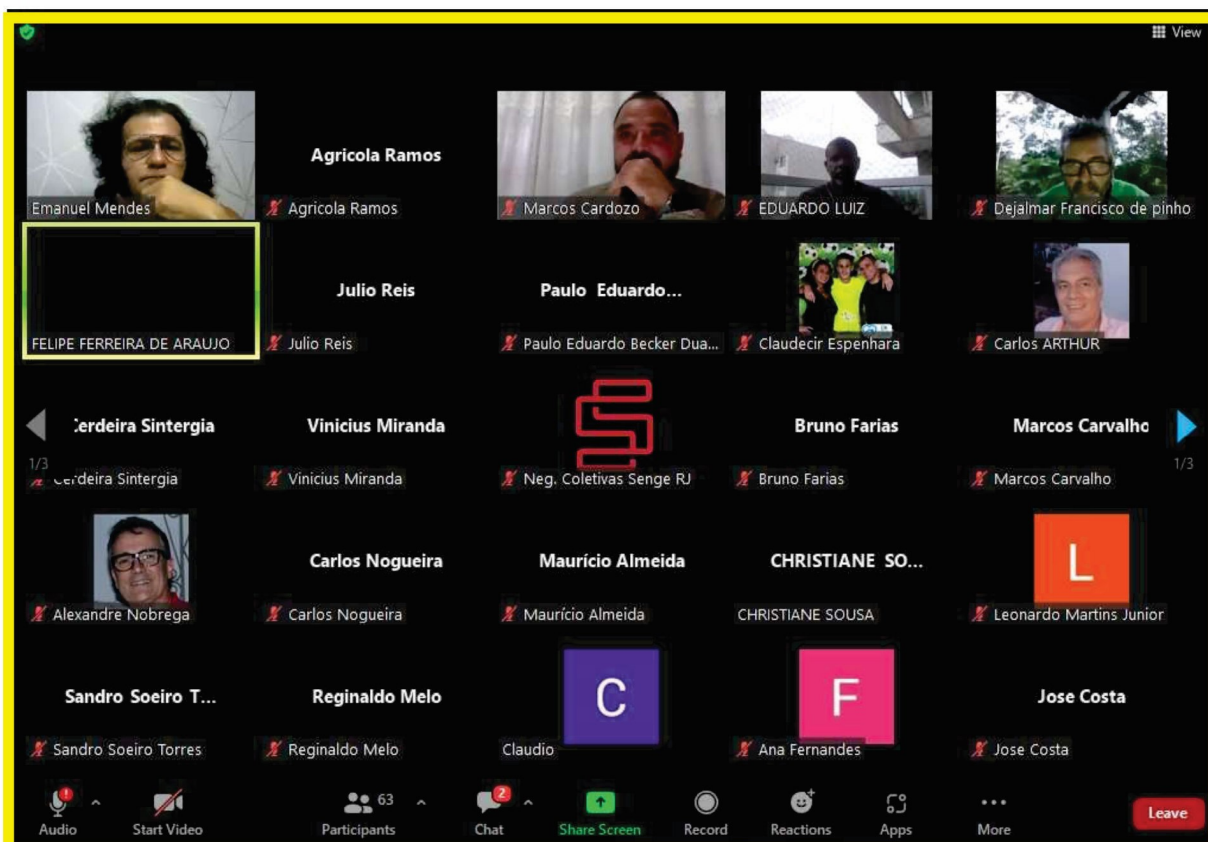 View
Agricola Ramos
Emanuel Mendes
Agricola Ramos
Marcos Cardozo
EDUARDO LUIZ
Dejalmar Francisco de pinho
Julio Reis
Paulo Eduardo...
FELIPE FERREIRA DE ARAUJO
Julio Reis
Paulo Eduardo Becker Dua...
Claudecir Espenhara
Carlos ARTHUR
Cerdeira Sintergia
Vinicius Miranda
Bruno Farias
Marcos Carvalho
1/3
1/3
Cerdeira Sintergia
Vinicius Miranda
Neg. Coletivas Senge RJ
Bruno Farias
Marcos Carvalho
Carlos Nogueira
Maurício Almeida
CHRISTIANE SO...
L
Alexandre Nobrega
Carlos Nogueira
Maurício Almeida
CHRISTIANE SOUSA
Leonardo Martins Junior
Sandro Soeiro T...
Reginaldo Melo
C
F
Jose Costa
Sandro Soeiro Torres
Reginaldo Melo
Claudio
Ana Fernandes
Jose Costa
63
2
Audio
Start Video
Participants
Chat
Share Screen
Record
Reactions
Apps
More
Leave